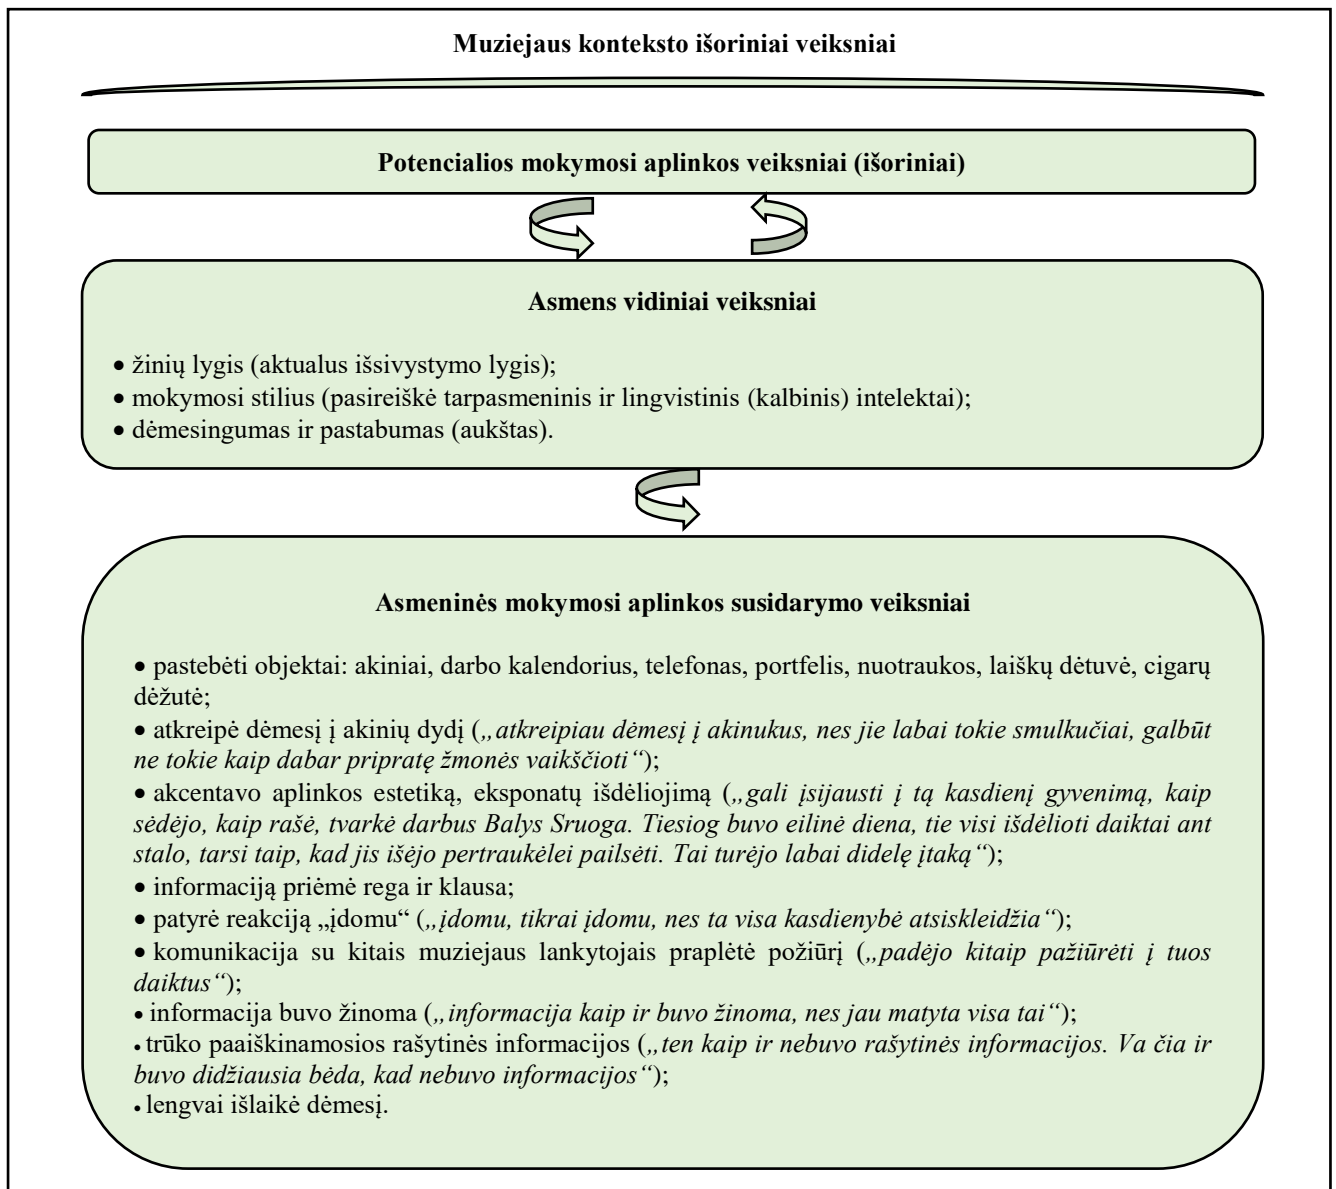 Muziejaus konteksto išoriniai veiksniai
Potencialios mokymosi aplinkos veiksniai (išoriniai)
Asmens vidiniai veiksniai
• žinių lygis (aktualus išsivystymo lygis);
• mokymosi stilius (pasireiškė tarpasmeninis ir lingvistinis (kalbinis) intelektai);
• dėmesingumas ir pastabumas (aukštas).
Asmeninės mokymosi aplinkos susidarymo veiksniai
• pastebėti objektai: akiniai, darbo kalendorius, telefonas, portfelis, nuotraukos, laiškų dėtuvė, cigarų
dėžutė;
• atkreipė dėmesį į akinių dydį („atkreipiau dėmesį į akinukus, nes jie labai tokie smulkučiai, galbūt
ne tokie kaip dabar pripratę žmonės vaikščioti“);
• akcentavo aplinkos estetiką, eksponatų išdėliojimą („gali įsijausti į tą kasdienį gyvenimą, kaip
sėdėjo, kaip rašė, tvarkė darbus Balys Sruoga. Tiesiog buvo eilinė diena, tie visi išdėlioti daiktai ant
stalo, tarsi taip, kad jis išėjo pertraukėlei pailsėti. Tai turėjo labai didelę įtaką“);
• informaciją priėmė rega ir klausa;
• patyrė reakciją „įdomu“ („įdomu, tikrai įdomu, nes ta visa kasdienybė atsiskleidžia“);
• komunikacija su kitais muziejaus lankytojais praplėtė požiūrį („padėjo kitaip pažiūrėti į tuos
daiktus“);
• informacija buvo žinoma („informacija kaip ir buvo žinoma, nes jau matyta visa tai“);
• trūko paaiškinamosios rašytinės informacijos („ten kaip ir nebuvo rašytinės informacijos. Va čia ir
buvo didžiausia bėda, kad nebuvo informacijos“);
• lengvai išlaikė dėmesį.